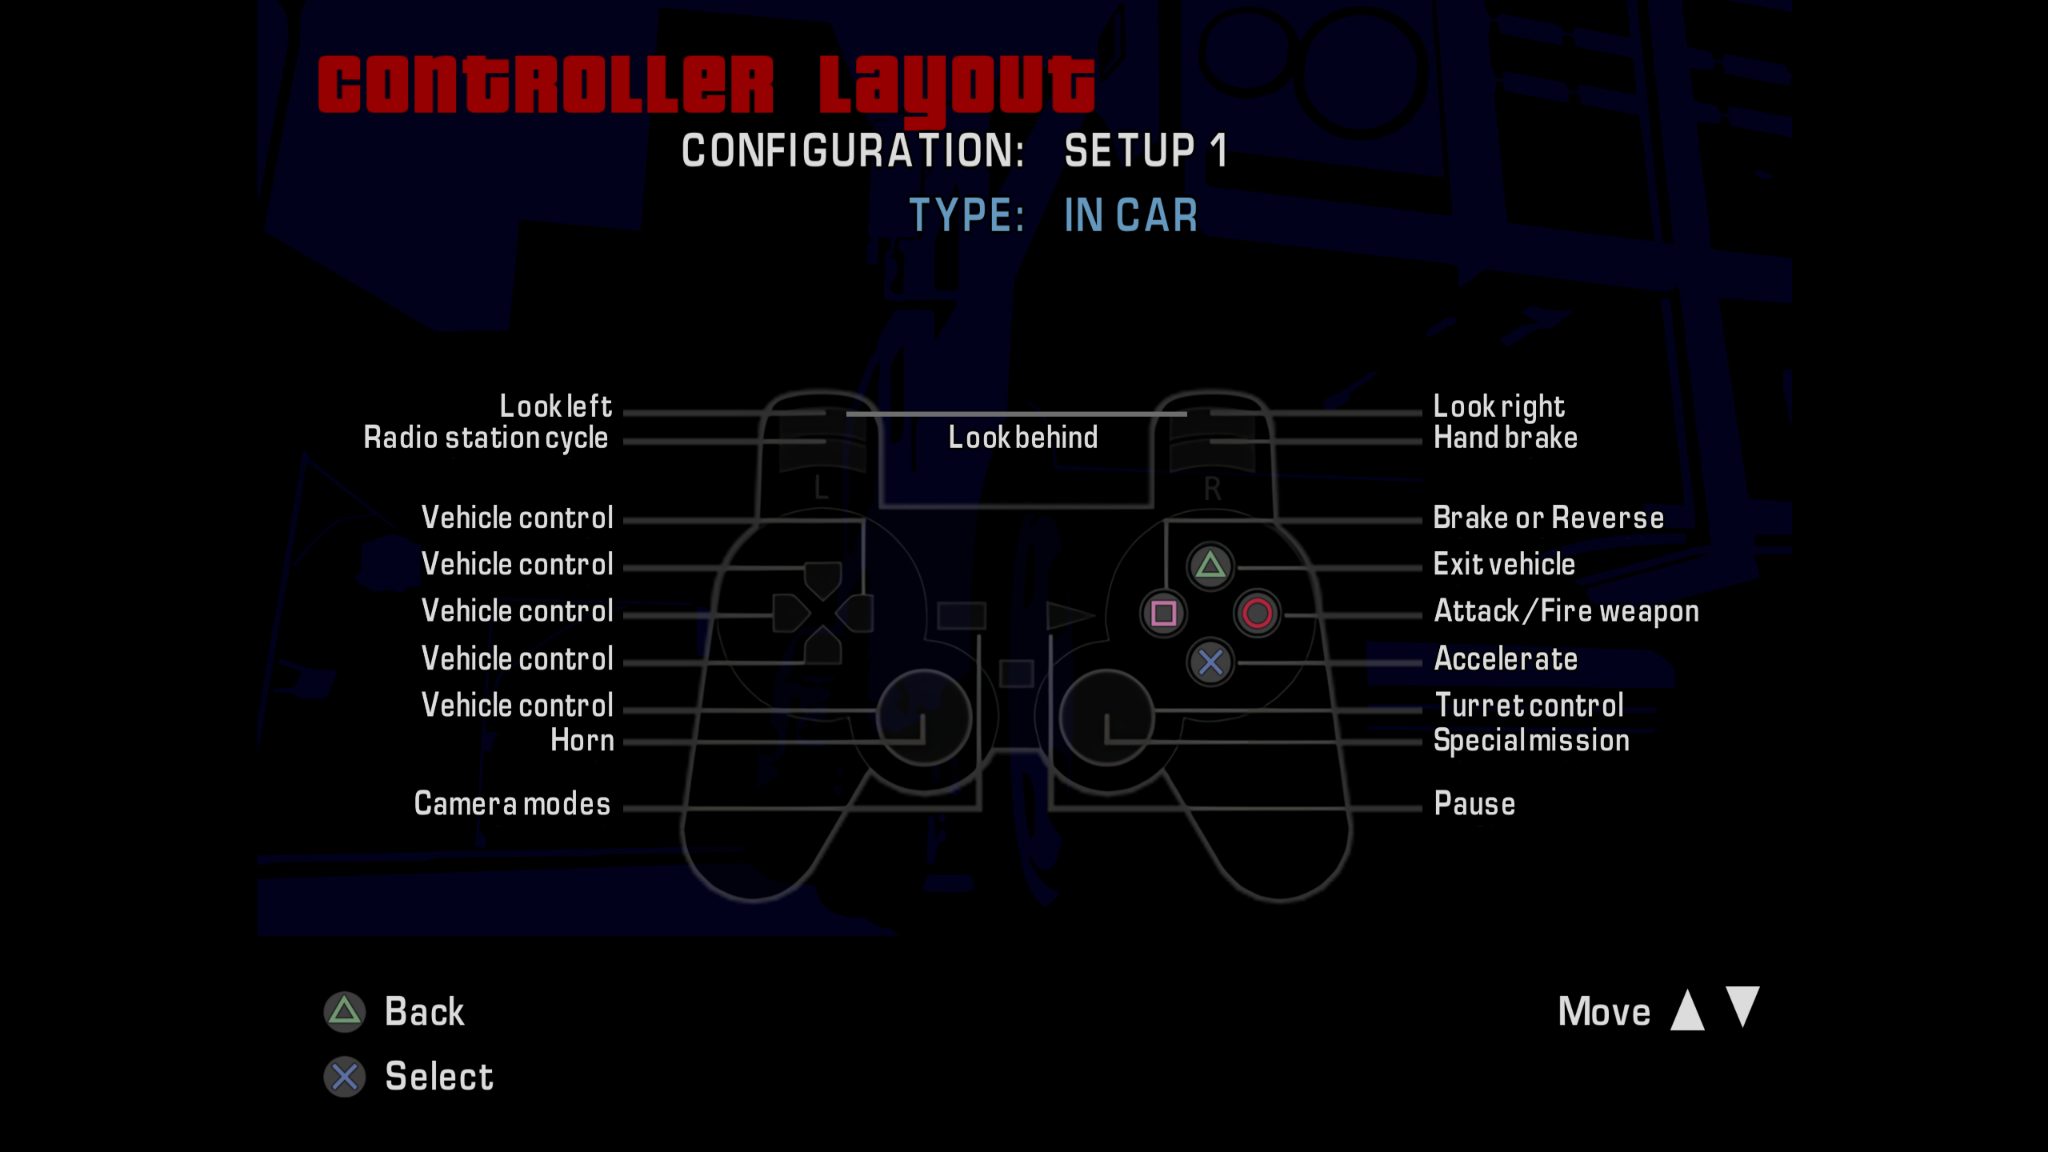 Controller Layout
CONFIGURATION: SETUP 1
TYPE: IN CAR
Look left
Look right
Radio station cycle
Look behind
Hand brake
L
R
Vehicle control
Brake or Reverse
Vehicle control
Exit vehicle
Vehicle control
Attack/Fire weapon
Vehicle control
Accelerate
Vehicle control
Turret control
Horn
Special mission
Camera modes
Pause
Back
Move
Select